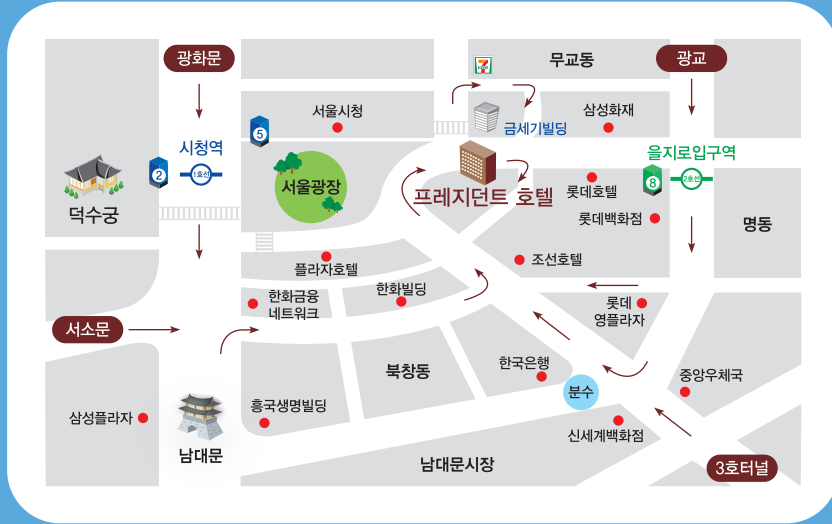 광화문
무교동
광교
7
ELEVEN
서울시청
삼성화재
금세기빌딩
5
시청역
2
1호선
을지로입구역
8
2호선
서울광장
덕수궁
프레지던트 호텔
롯데호텔
롯데백화점
명동
플라자호텔
조선호텔
한화금융
네트워크
한화빌딩
롯데
영플라자
서소문
북창동
한국은행
분수
중앙우체국
삼성플라자
흥국생명빌딩
신세계백화점
남대문
남대문시장
3호터널